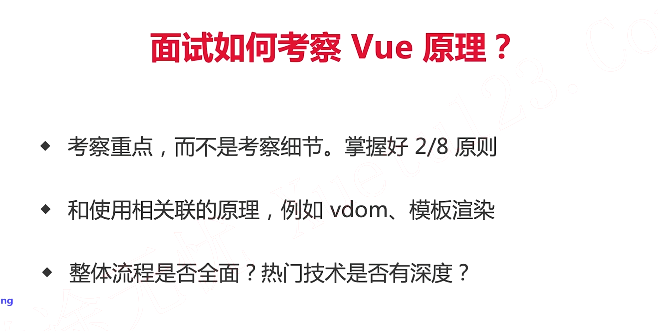 面试如何考察 Vue 原理？
◆ 考察重点，而不是考察细节。掌握好 2/8 原则
◆ 和使用相关联的原理，例如 vdom、模板渲染
◆ 整体流程是否全面？热门技术是否有深度？
ng